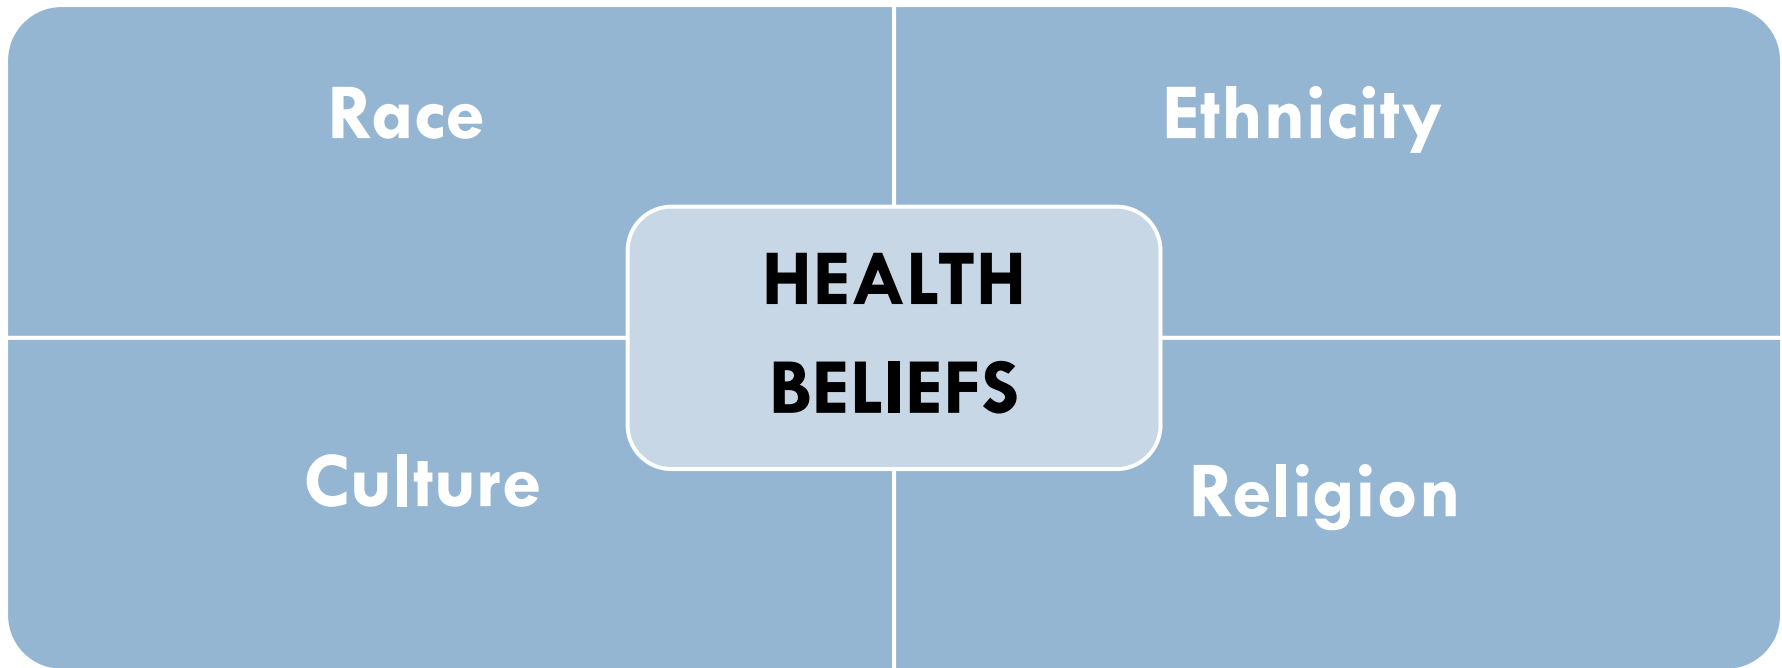 Race
Ethnicity
HEALTH
BELIEFS
Culture
Religion